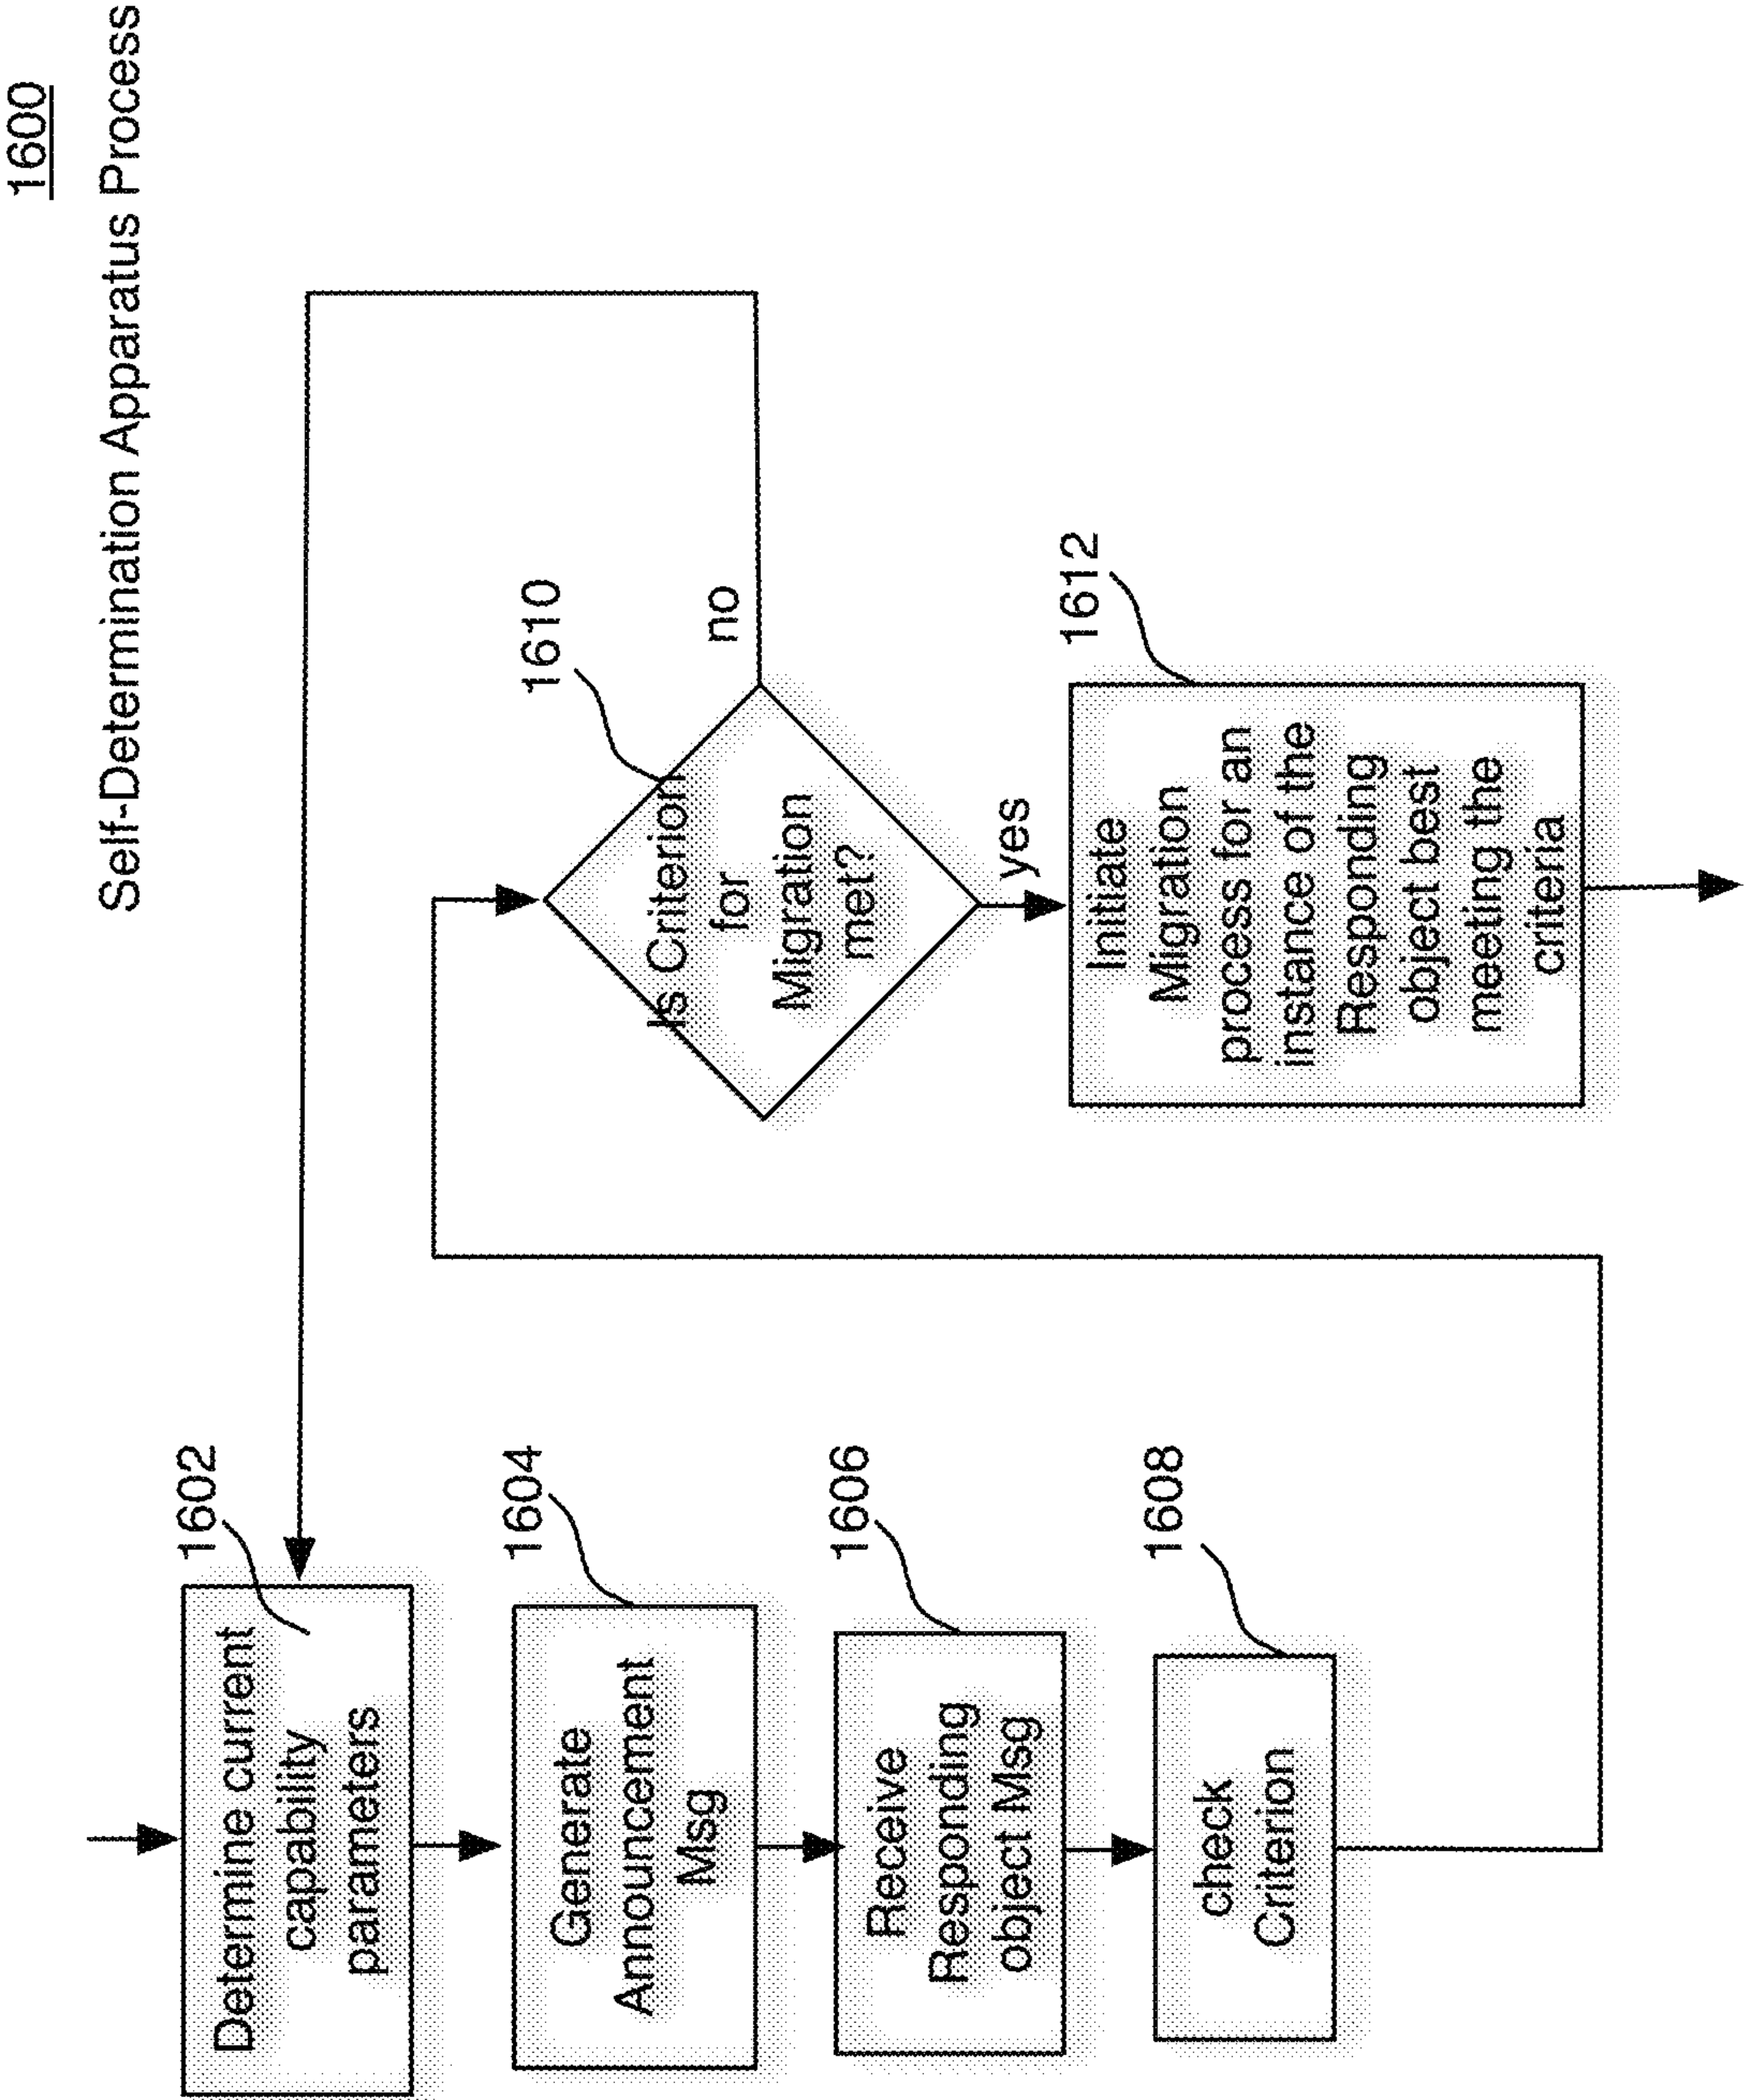 1600
Self-Determination Apparatus Process
1602
Determine current
capability
parameters
1604
Generate
Announcement
Msg
1606
Receive
Responding
object Msg
1608
check
Criterion
1610
Is Criterion
for
Migration
met?
no
yes
1612
Initiate
Migration
process for an
instance of the
Responding
object best
meeting the
criteria